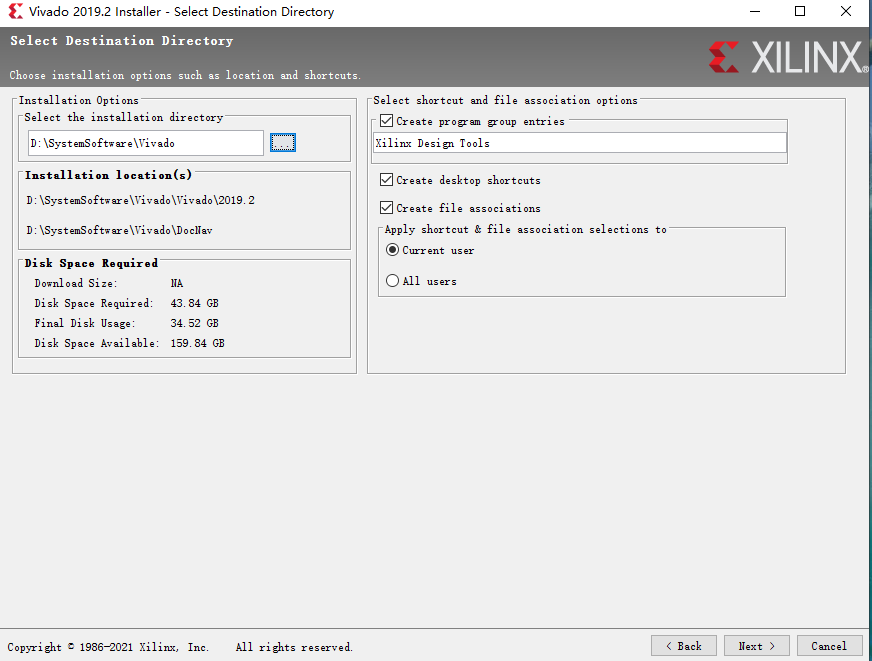 Vivado 2019.2 Installer - Select Destination Directory
Select Destination Directory
Choose installation options such as location and shortcuts.
XILINX®
Installation Options
Select the installation directory
D:\SystemSoftware\Vivado
...
Installation location(s)
D:\SystemSoftware\Vivado\Vivado\2019.2
D:\SystemSoftware\Vivado\DocNav
Disk Space Required
Download Size: NA
Disk Space Required: 43.84 GB
Final Disk Usage: 34.52 GB
Disk Space Available: 159.84 GB
Select shortcut and file association options
Create program group entries
Xilinx Design Tools
Create desktop shortcuts
Create file associations
Apply shortcut & file association selections to
Current user
All users
Copyright © 1986-2021 Xilinx, Inc. All rights reserved.
< Back Next > Cancel